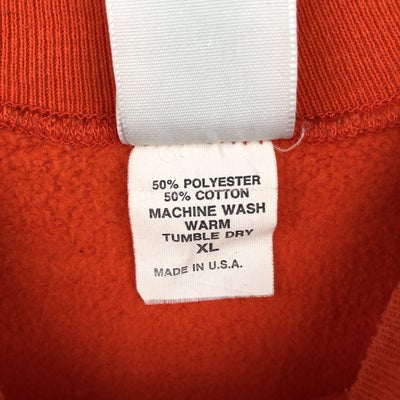 50% POLYESTER
50% COTTON
MACHINE WASH
WARM
TUMBLE DRY
XL
MADE IN U.S.A.